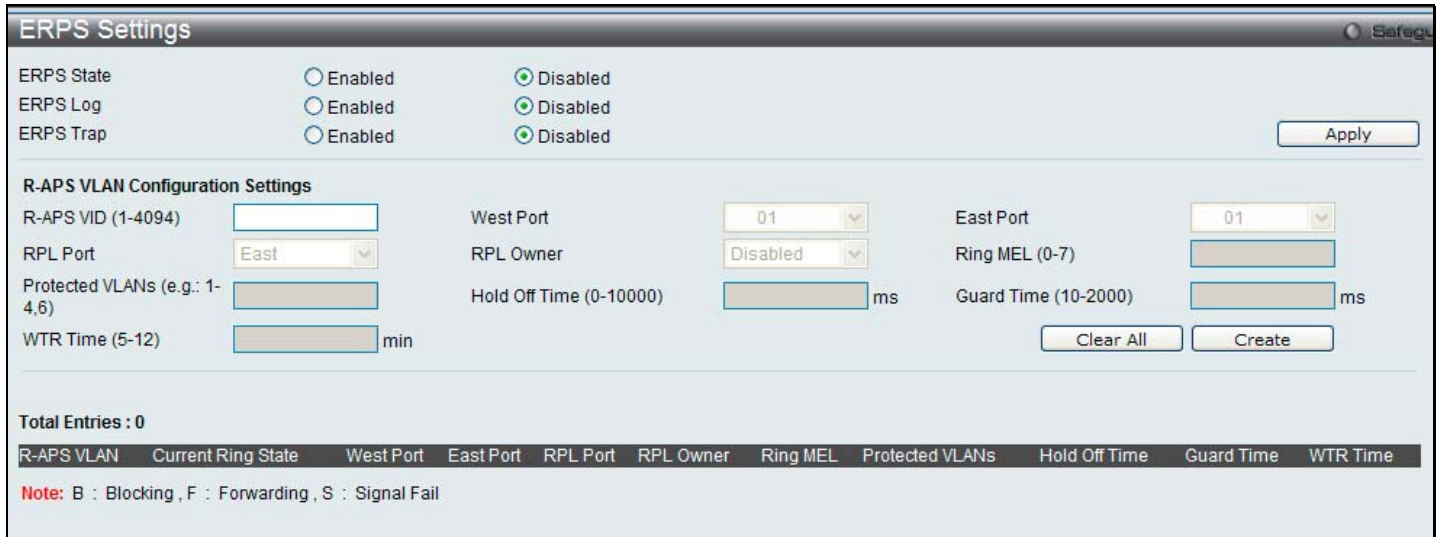 ERPS Settings
ERPS State Enabled Disabled
ERPS Log Enabled Disabled
ERPS Trap Enabled Disabled Apply
R-APS VLAN Configuration Settings
R-APS VID (1-4094) West Port 01 East Port 01
RPL Port East RPL Owner Disabled Ring MEL (0-7)
Protected VLANs (e.g.: 1-
4,6) Hold Off Time (0-10000) ms Guard Time (10-2000) ms
WTR Time (5-12) min Clear All Create
Total Entries : 0
R-APS VLAN Current Ring State West Port East Port RPL Port RPL Owner Ring MEL Protected VLANs Hold Off Time Guard Time WTR Time
Note: B : Blocking , F : Forwarding , S : Signal Fail